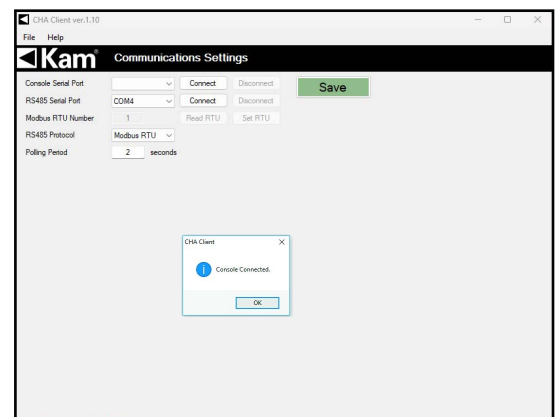 CHA Client ver.1.10
File Help
Kam® Communications Settings
Console Serial Port Connect Disconnect Save
RS485 Serial Port COM4 Connect Disconnect
Modbus RTU Number 1 Read RTU Set RTU
RS485 Protocol Modbus RTU
Polling Period 2 seconds
CHA Client
Console Connected.
OK